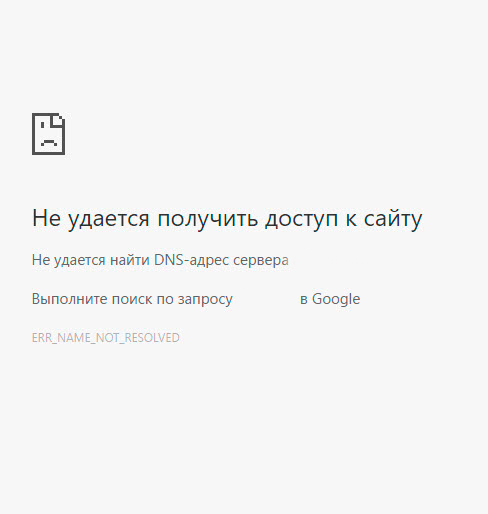 Не удается получить доступ к сайту
Не удается найти DNS-адрес сервера
Выполните поиск по запросу в Google
ERR_NAME_NOT_RESOLVED